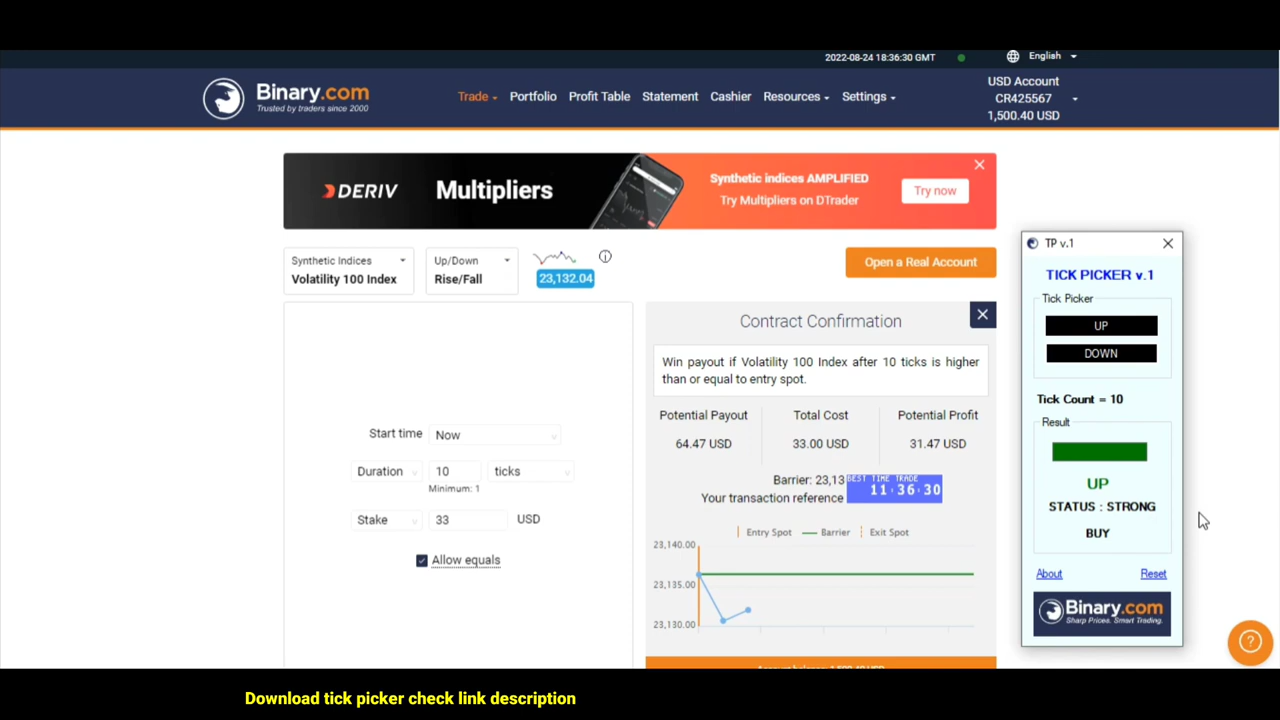 2022-08-24 18:36:30 GMT
English
Binary.com
Trusted by traders since 2000
Trade
Portfolio
Profit Table
Statement
Cashier
Resources
Settings
USD Account
CR425567
1,500.40 USD
DERIV
Multipliers
Synthetic indices AMPLIFIED
Try Multipliers on DTrader
Try now
Synthetic Indices
Volatility 100 Index
Up/Down
Rise/Fall
23,132.04
Open a Real Account
Start time
Now
Duration
10
ticks
Minimum: 1
Stake
33
USD
Allow equals
Contract Confirmation
Win payout if Volatility 100 Index after 10 ticks is higher
than or equal to entry spot.
Potential Payout
Total Cost
Potential Profit
64.47 USD
33.00 USD
31.47 USD
Barrier: 23,13
Your transaction reference
BEST TIME TRADE
11:36:30
Entry Spot
Barrier
Exit Spot
23,140.00
23,135.00
23,130.00
TP v.1
TICK PICKER v.1
Tick Picker
UP
DOWN
Tick Count = 10
Result
UP
STATUS : STRONG
BUY
About
Reset
Binary.com
Sharp Prices. Smart Trading.
?
Download tick picker check link description